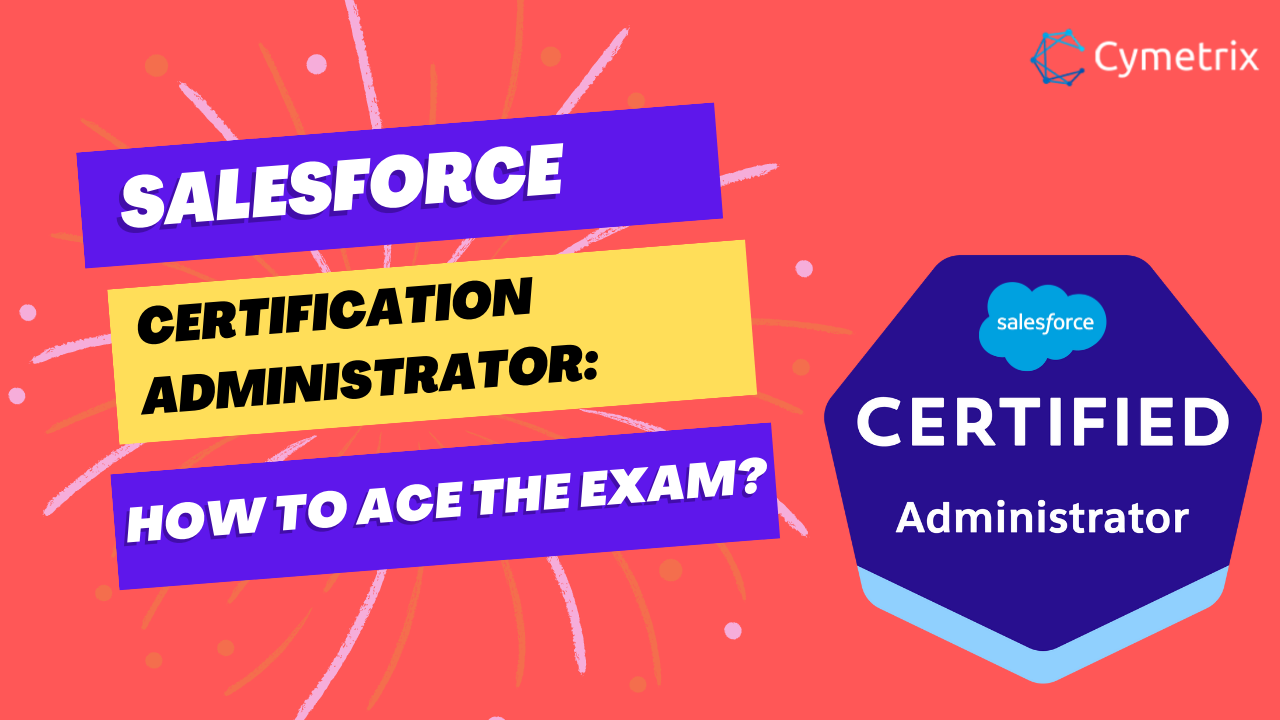 Cymetrix
SALESFORCE
CERTIFICATION
ADMINISTRATOR:
HOW TO ACE THE EXAM?
salesforce
CERTIFIED
Administrator